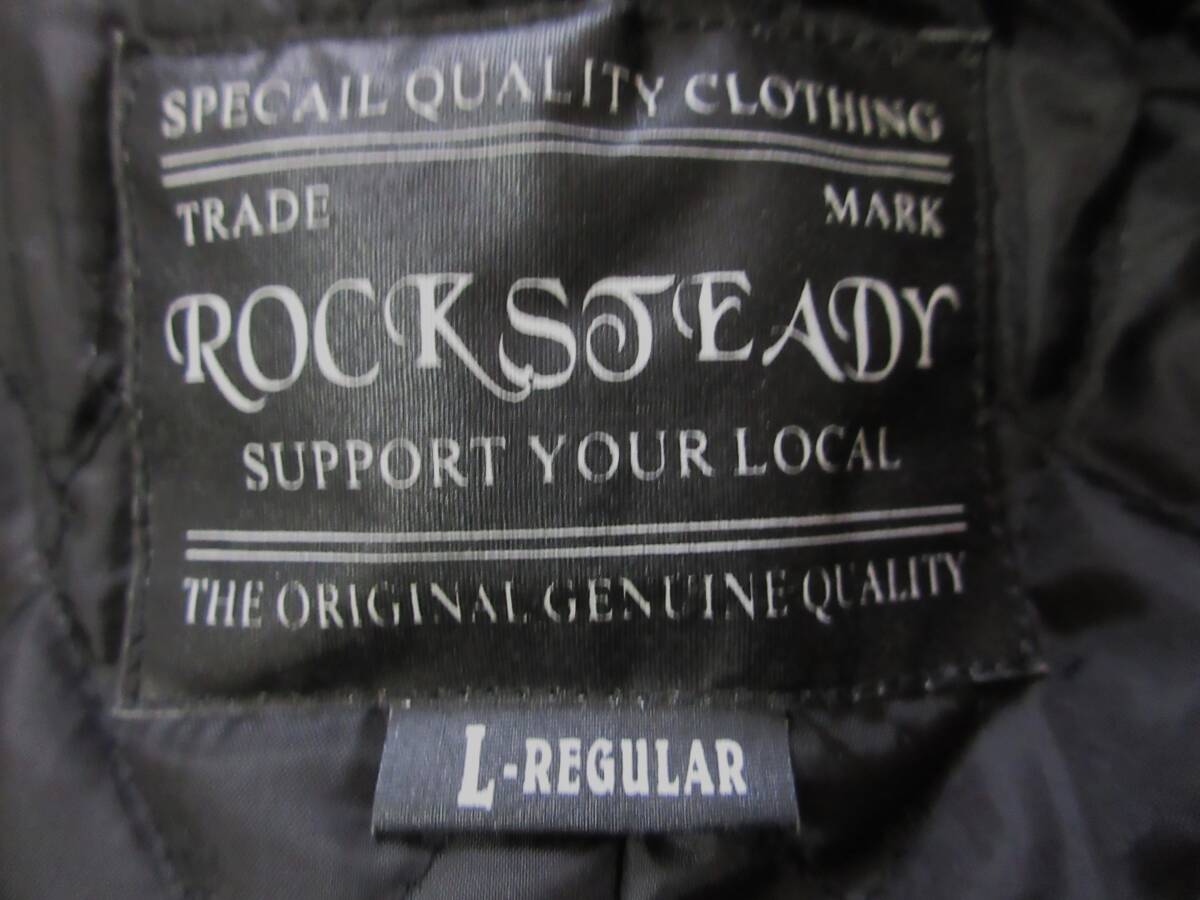 SPECAIL QUALITY CLOTHING
TRADE MARK
ROCKSTEADY
SUPPORT YOUR LOCAL
THE ORIGINAL GENUINE QUALITY
L-REGULAR